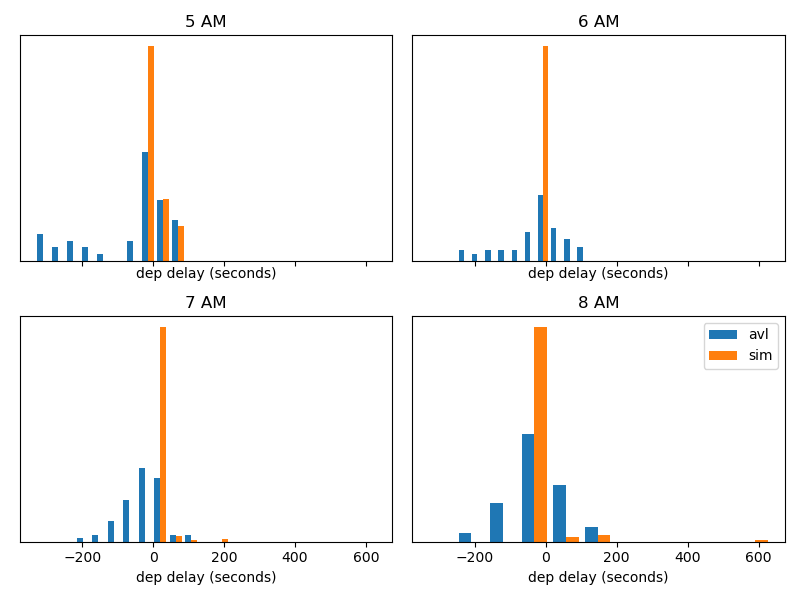 5 AM
6 AM
dep delay (seconds)
dep delay (seconds)
7 AM
8 AM
avl
sim
−200 0 200 400 600
−200 0 200 400 600
dep delay (seconds)
dep delay (seconds)